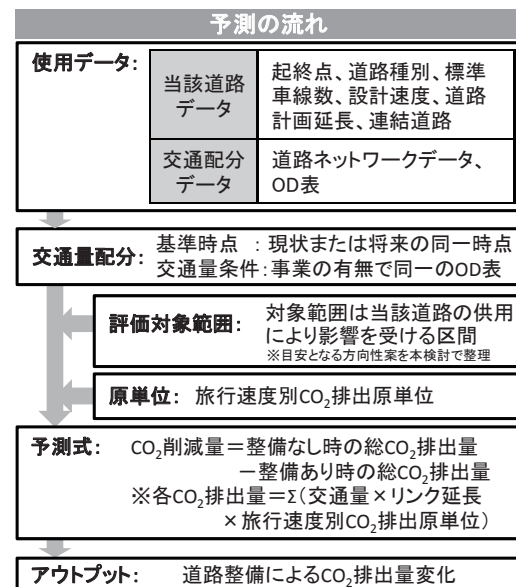 予測の流れ
使用データ:
当該道路
データ
起終点、道路種別、標準
車線数、設計速度、道路
計画延長、連結道路
交通配分
データ
道路ネットワークデータ、
OD表
交通量配分:
基準時点 :現状または将来の同一時点
交通量条件:事業の有無で同一のOD表
評価対象範囲:
対象範囲は当該道路の供用
により影響を受ける区間
※目安となる方向性案を本検討で整理
原単位: 旅行速度別CO₂排出原単位
予測式: CO₂削減量=整備なし時の総CO₂排出量
-整備あり時の総CO₂排出量
※各CO₂排出量=Σ(交通量×リンク延長
×旅行速度別CO₂排出原単位)
アウトプット: 道路整備によるCO₂排出量変化